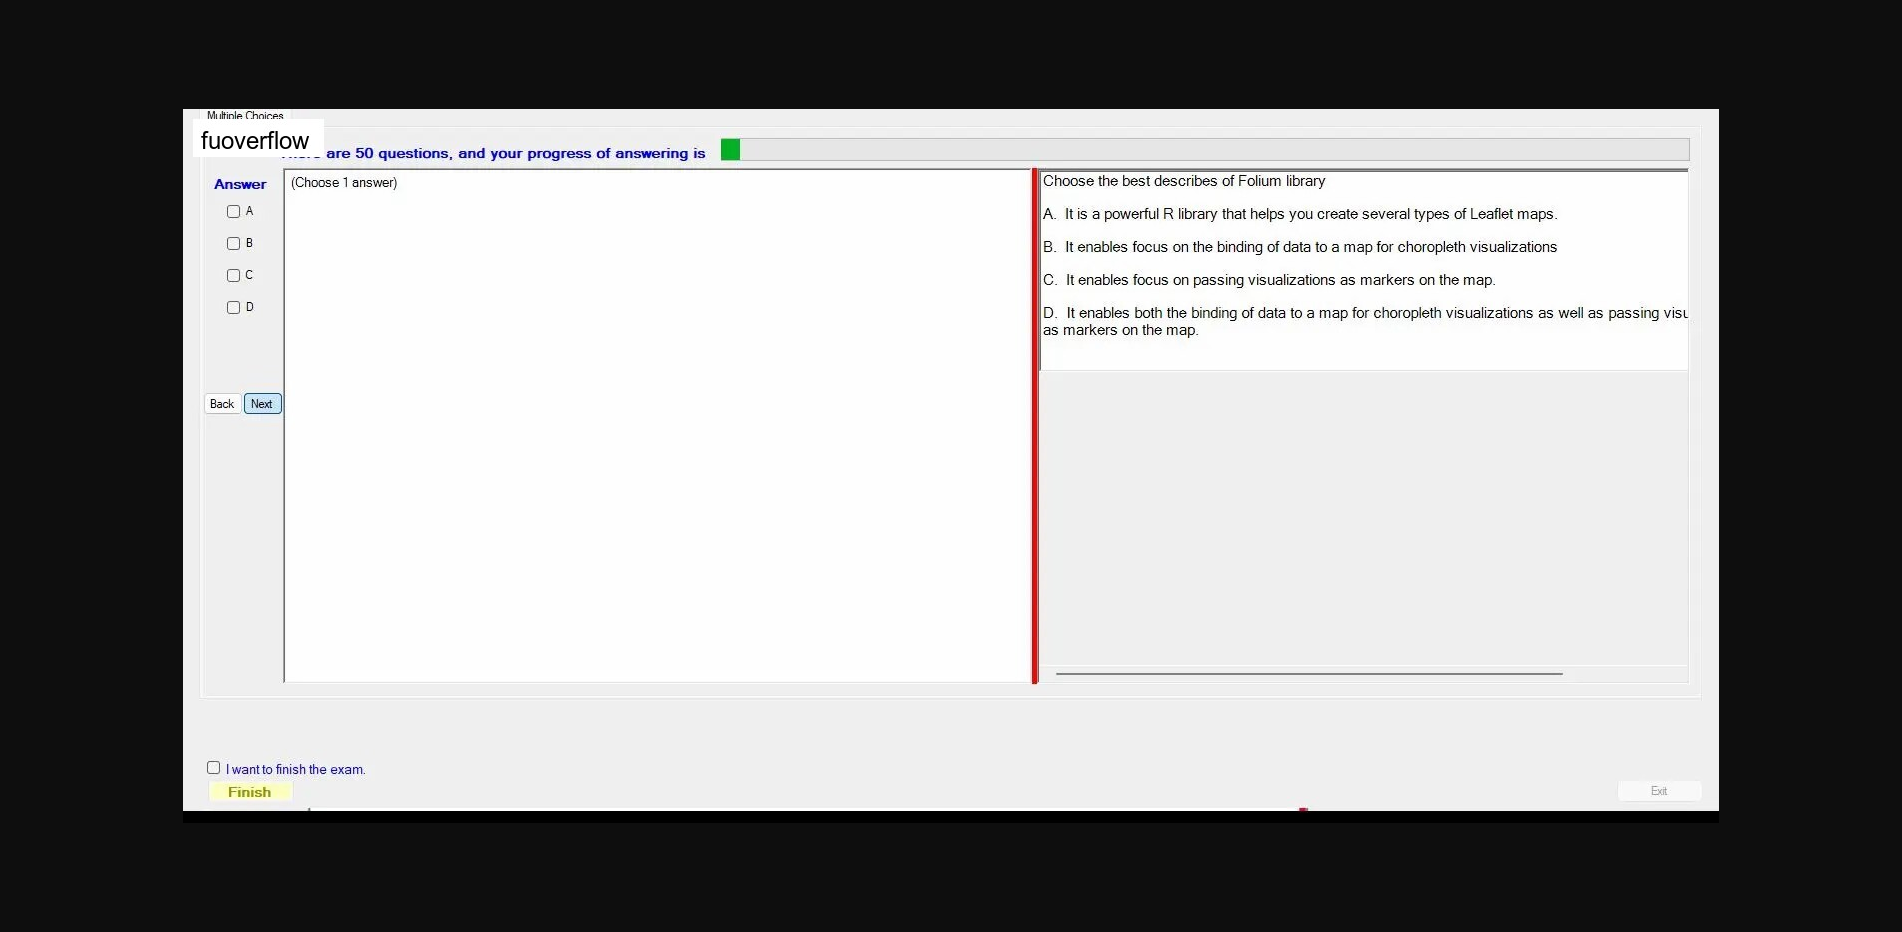 Multiple Choices
fuoverflow
are 50 questions, and your progress of answering is
Answer
(Choose 1 answer)
A
B
C
D
Back Next
Choose the best describes of Folium library
A. It is a powerful R library that helps you create several types of Leaflet maps.
B. It enables focus on the binding of data to a map for choropleth visualizations
C. It enables focus on passing visualizations as markers on the map.
D. It enables both the binding of data to a map for choropleth visualizations as well as passing
as markers on the map.
I want to finish the exam.
Finish
Exit